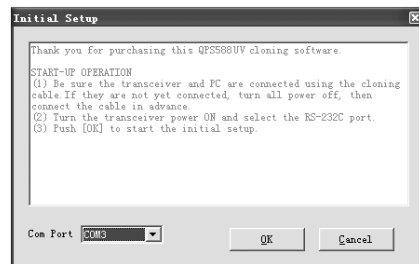 Initial Setup
Thank you for purchasing this QPS588UV cloning software.
START-UP OPERATION
(1) Be sure the transceiver and PC are connected using the cloning
cable.If they are not yet connected, turn all power off, then
connect the cable in advance.
(2) Turn the transceiver power ON and select the RS-232C port.
(3) Push [OK] to start the initial setup.
Com Port COM3 OK Cancel